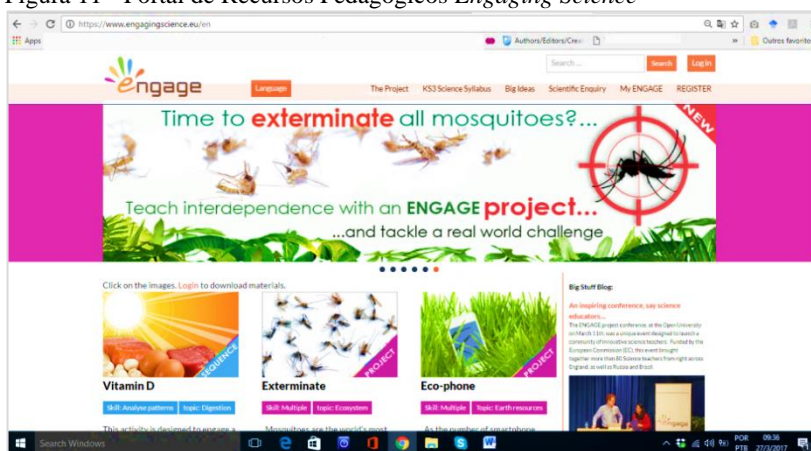 Figura 11 - Portal de Recursos Pedagógicos Engaging Science
https://www.engagingscience.eu/en
Apps
Authors/Editors/Crev
Outros favoritos
Search ...
Search
Log in
engage
Language
The Project
KS3 Science Syllabus
Big Ideas
Scientific Enquiry
My ENGAGE
REGISTER
NEW
Time to exterminate all mosquitoes?...
Teach interdependence with an ENGAGE project...
...and tackle a real world challenge
Click on the images. Login to download materials.
SEQUENCE
PROJECT
PROJECT
Vitamin D
Exterminate
Eco-phone
Skill: Analyse patterns
topic: Digestion
Skill: Multiple
topic: Ecosystem
Skill: Multiple
Topic: Earth resources
This activity is designed to engage a
Mosquitoes are the world's most
As the number of smartphone
Big Stuff Blog:
An inspiring conference, say science
educators...
The ENGAGE project conference, at the Open University
on March 11th, was a unique event designed to launch a
community of innovative science teachers. Funded by the
European Commission (EC), this event brought
together more than 80 Science teachers from right across
England, as well as Russia and Brazil
Search Windows
POR
PTB
09:36
27/3/2017